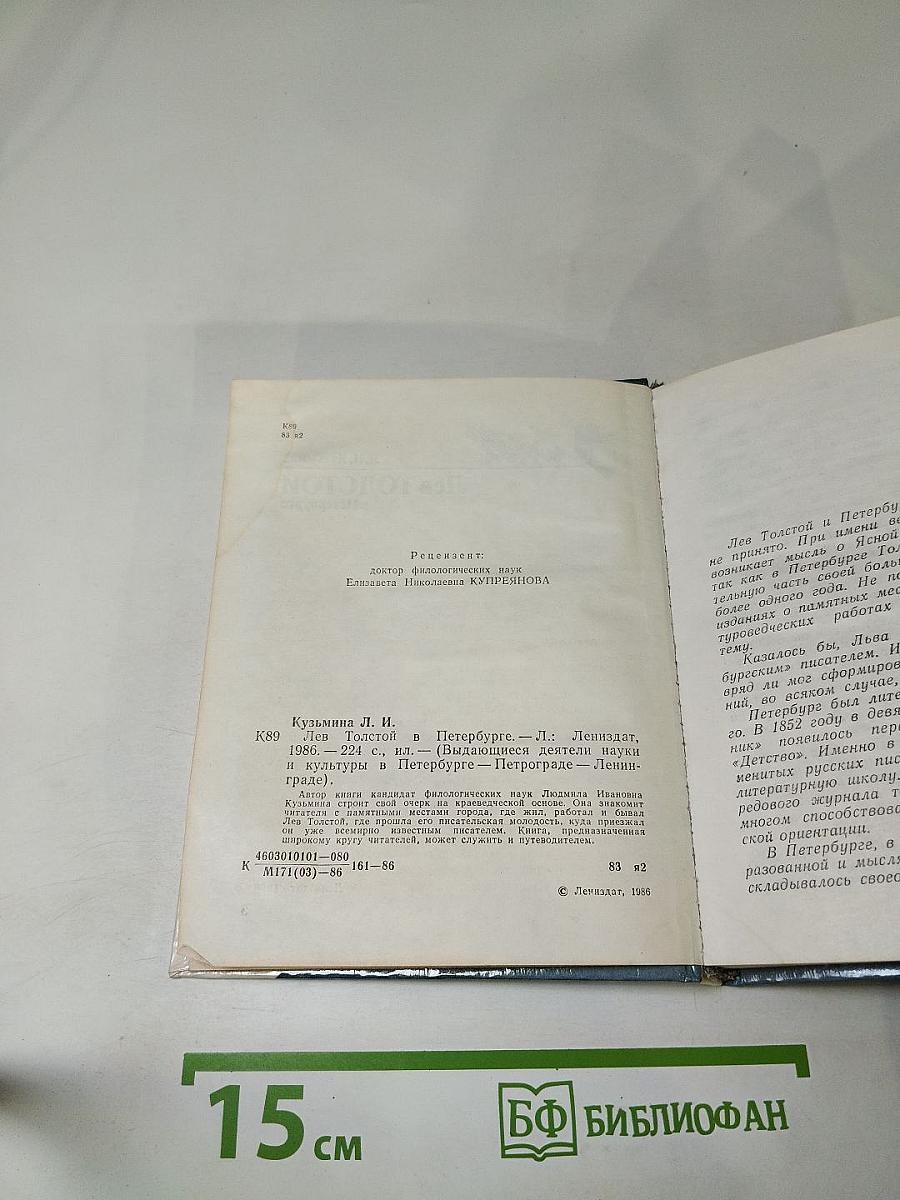 К89
83 я2
Рецензент:
доктор филологических наук
Елизавета Николаевна КУПРЕЯНОВА
Кузьмина Л. И.
К89 Лев Толстой в Петербурге. — Л.: Лениздат,
1986. — 224 с., ил. — (Выдающиеся деятели науки
и культуры в Петербурге — Петрограде — Ленин-
граде).
Автор книги кандидат филологических наук Людмила Ивановна
Кузьмина строит свой очерк на краеведческой основе. Она знакомит
читателя с памятными местами города, где жил, работал и бывал
Лев Толстой, где прошла его писательская молодость, куда приезжал
он уже всемирно известным писателем. Книга, предназначенная
широкому кругу читателей, может служить и путеводителем.
4603010101—080
К 161—86 83 я2
М171(03)—86
© Лениздат, 1986
Лев Толстой и Петербу
не принято. При имени ве
возникает мысль о Ясной
так как в Петербурге Тол
тельную часть своей боль
более одного года. Не по
изданиях о памятных мес
туроведческих работах
тему.
Казалось бы, Льва
бургским» писателем. И
вряд ли мог сформиров
ний, во всяком случае,
Петербург был лите
го. В 1852 году в девя
ник» появилось пер
«Детство». Именно в
менитых русских пис
литературную школу.
редового журнала т
многом способствова
ской ориентации.
В Петербурге, в
разованной и мысля
складывалось своео
15 см
БФ БИБЛИОФАН